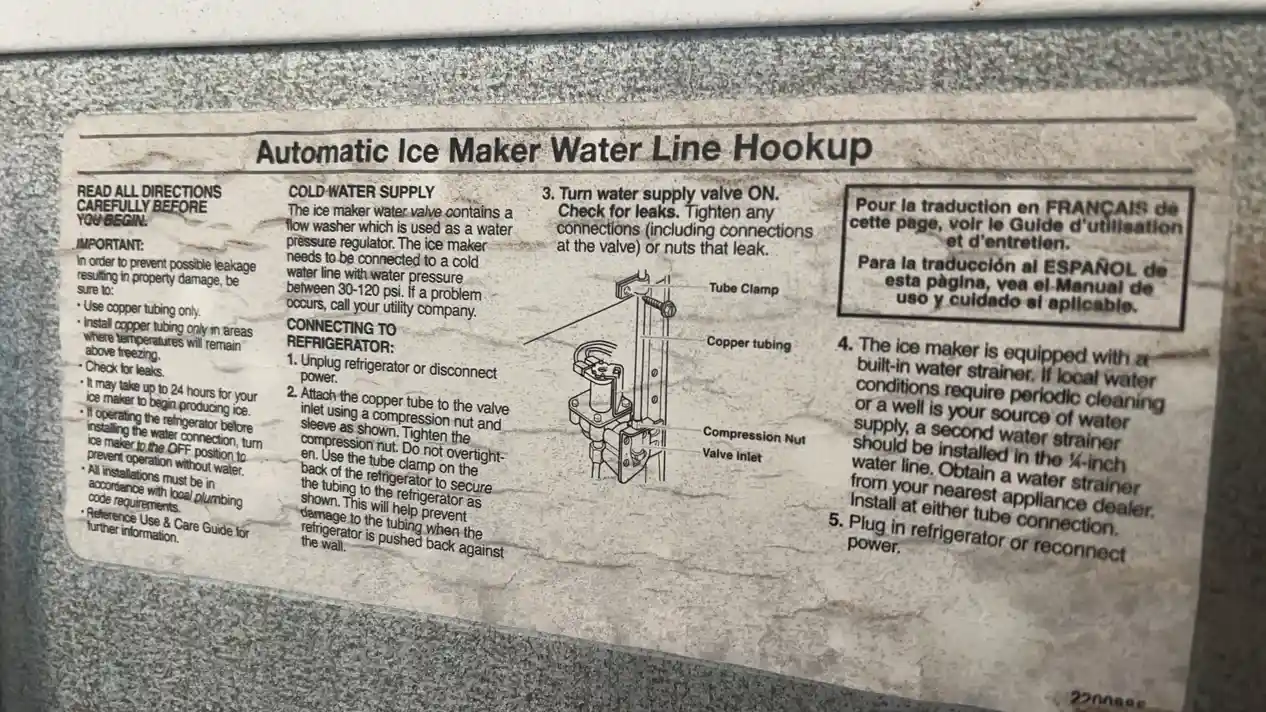 Automatic Ice Maker Water Line Hookup
READ ALL DIRECTIONS
CAREFULLY BEFORE
YOU BEGIN.
IMPORTANT:
In order to prevent possible leakage
resulting in property damage, be
sure to:
• Use copper tubing only.
• Install copper tubing only in areas
where temperatures will remain
above freezing.
• Check for leaks.
• It may take up to 24 hours for your
ice maker to begin producing ice.
• If operating the refrigerator before
installing the water connection, turn
ice maker to the OFF position to
prevent operation without water.
• All installations must be in
accordance with local plumbing
code requirements.
• Reference Use & Care Guide for
further information.
COLD WATER SUPPLY
The ice maker water valve contains a
flow washer which is used as a water
pressure regulator. The ice maker
needs to be connected to a cold
water line with water pressure
between 30-120 psi. If a problem
occurs, call your utility company.
CONNECTING TO
REFRIGERATOR:
1. Unplug refrigerator or disconnect
power.
2. Attach the copper tube to the valve
inlet using a compression nut and
sleeve as shown. Tighten the
compression nut. Do not overtight-
en. Use the tube clamp on the
back of the refrigerator to secure
the tubing to the refrigerator as
shown. This will help prevent
damage to the tubing when the
refrigerator is pushed back against
the wall.
3. Turn water supply valve ON.
Check for leaks. Tighten any
connections (including connections
at the valve) or nuts that leak.
Tube Clamp
Copper tubing
Compression Nut
Valve Inlet
Pour la traduction en FRANÇAIS de
cette page, voir le Guide d'utilisation
et d'entretien.
Para la traducción al ESPAÑOL de
esta pàgina, vea el Manual de
uso y cuidado si aplicable.
4. The ice maker is equipped with a
built-in water strainer. If local water
conditions require periodic cleaning
or a well is your source of water
supply, a second water strainer
should be installed in the ¼-inch
water line. Obtain a water strainer
from your nearest appliance dealer.
Install at either tube connection.
5. Plug in refrigerator or reconnect
power.